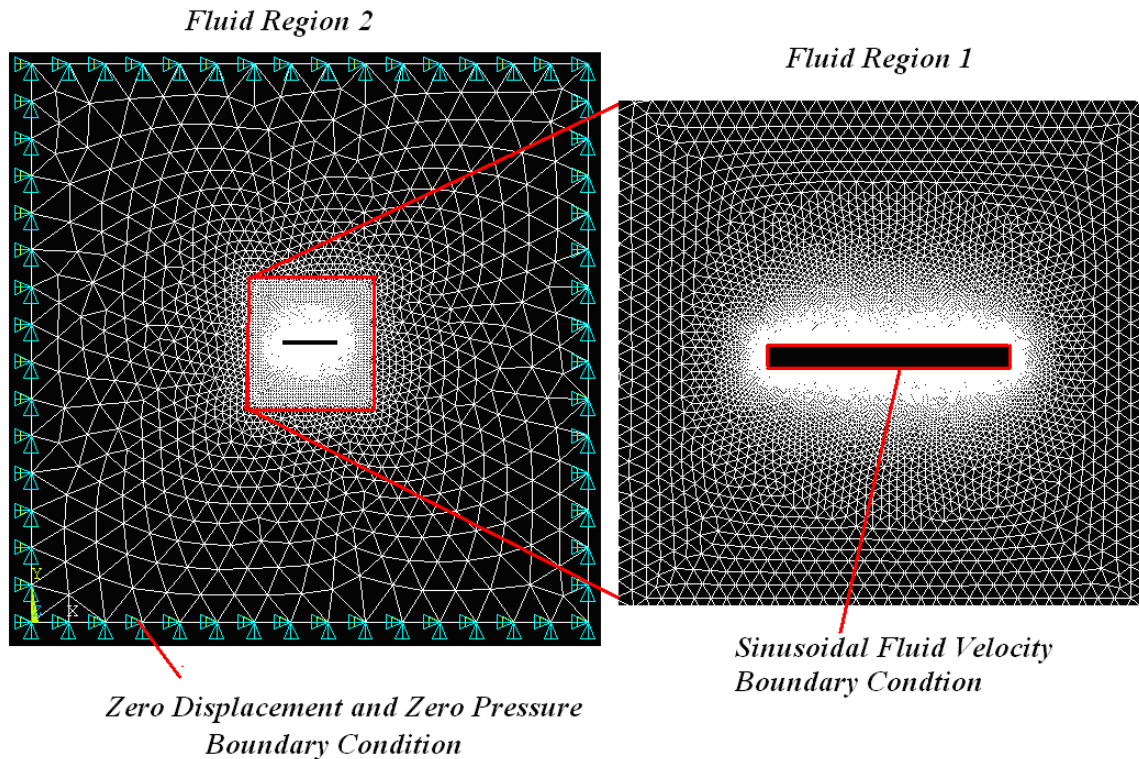 Fluid Region 2
Fluid Region 1
Y
X
Sinusoidal Fluid Velocity
Boundary Condtion
Zero Displacement and Zero Pressure
Boundary Condition